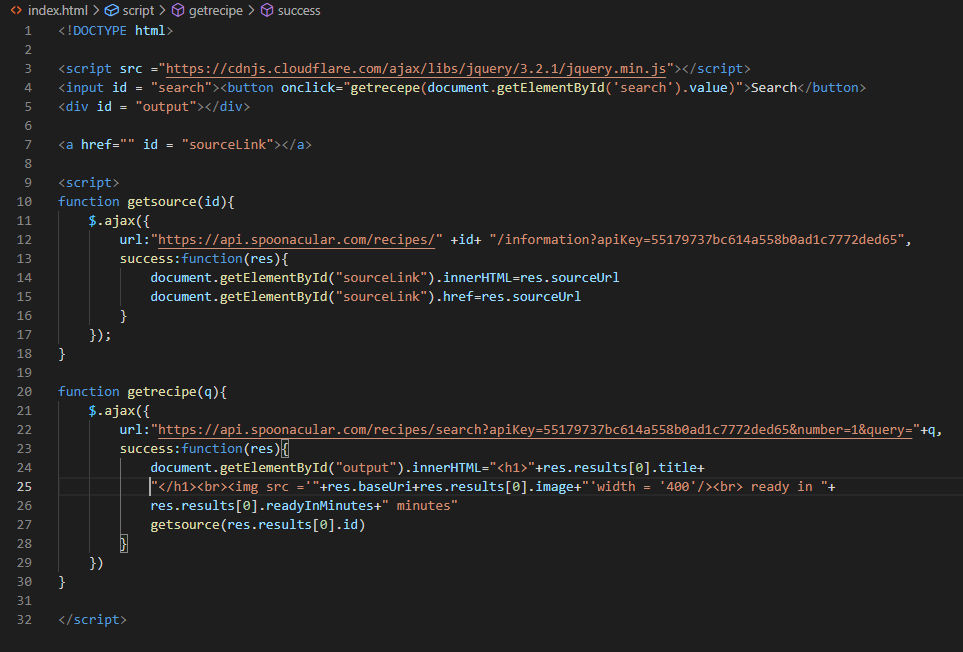 index.html > script > getrecipe > success
1 <!DOCTYPE html>
2
3 <script src ="https://cdnjs.cloudflare.com/ajax/libs/jquery/3.2.1/jquery.min.js"></script>
4 <input id = "search"><button onclick="getrecepe(document.getElementById('search').value)">Search</button>
5 <div id = "output"></div>
6
7 <a href="" id = "sourceLink"></a>
8
9 <script>
10 function getsource(id){
11     $.ajax({
12         url:"https://api.spoonacular.com/recipes/" +id+ "/information?apiKey=55179737bc614a558b0ad1c7772ded65",
13         success:function(res){
14             document.getElementById("sourceLink").innerHTML=res.sourceUrl
15             document.getElementById("sourceLink").href=res.sourceUrl
16         }
17     });
18 }
19
20 function getrecipe(q){
21     $.ajax({
22         url:"https://api.spoonacular.com/recipes/search?apiKey=55179737bc614a558b0ad1c7772ded65&number=1&query="+q,
23         success:function(res){
24             document.getElementById("output").innerHTML="<h1>"+res.results[0].title+
25             "</h1><br><img src ='"+res.baseUri+res.results[0].image+"'width = '400'/><br> ready in "+
26             res.results[0].readyInMinutes+" minutes"
27             getsource(res.results[0].id)
28         }
29     })
30 }
31
32 </script>